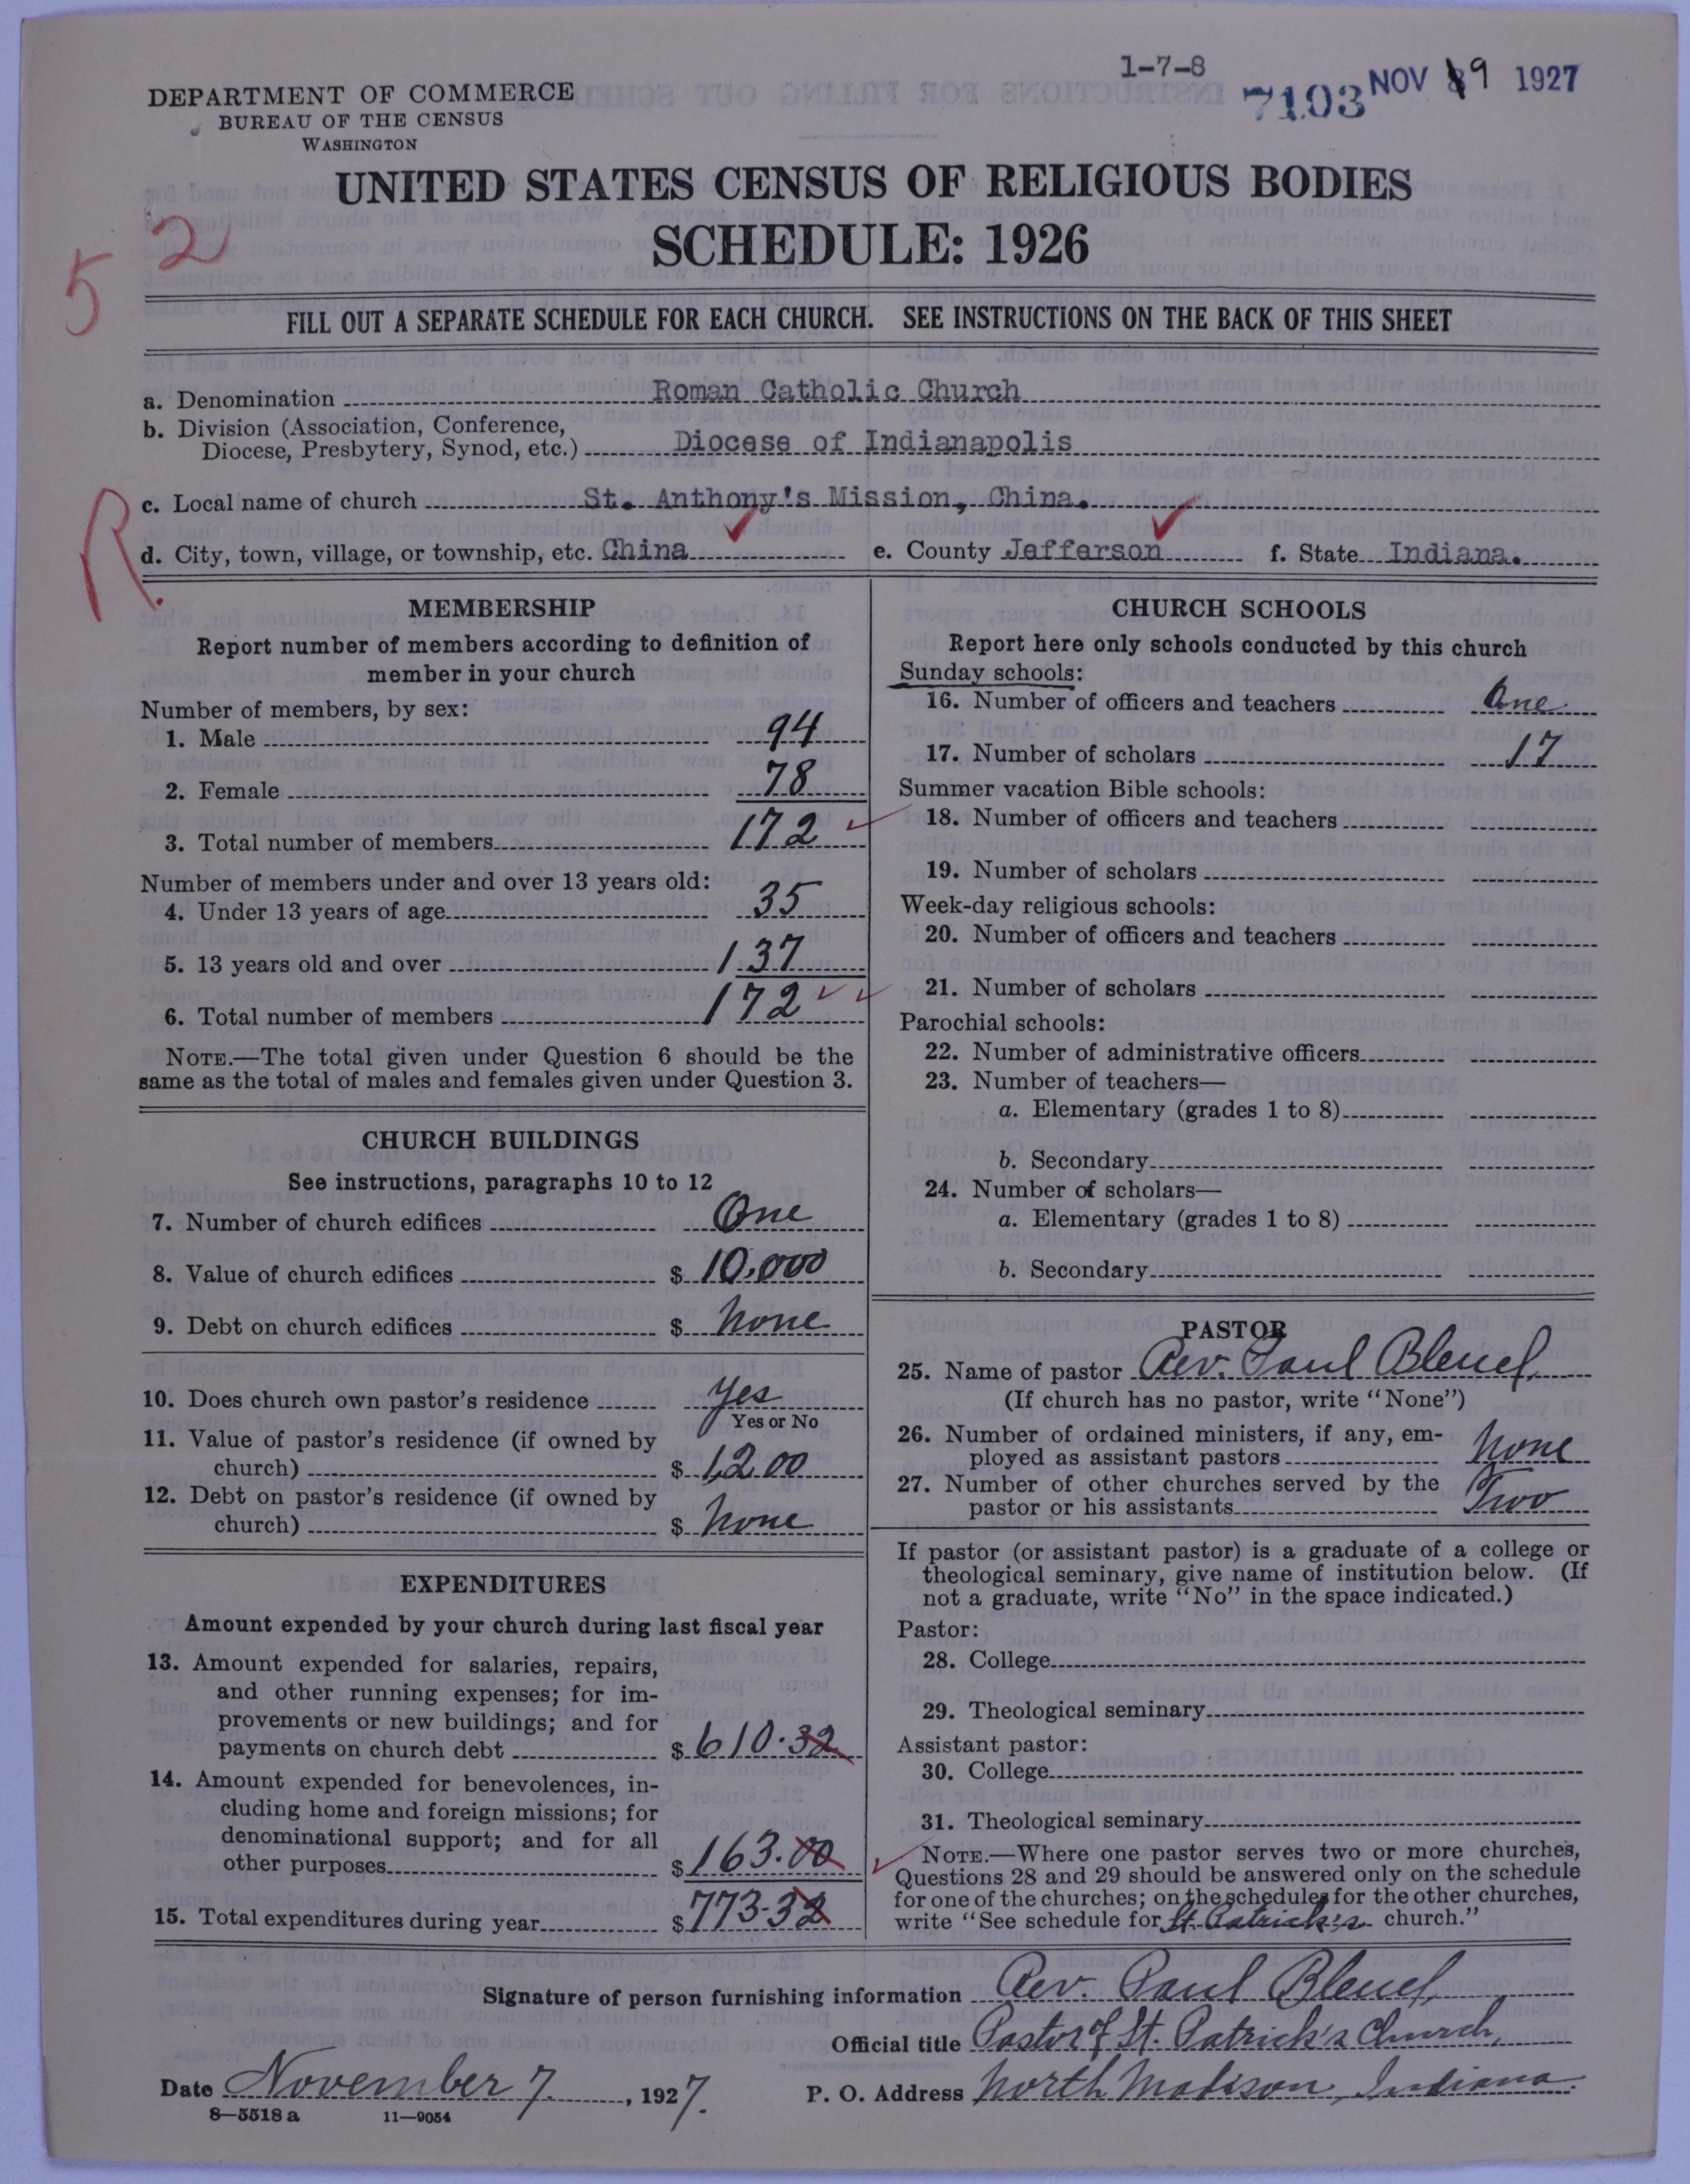 1-7-8
7103 NOV 19 1927
DEPARTMENT OF COMMERCE
BUREAU OF THE CENSUS
WASHINGTON
UNITED STATES CENSUS OF RELIGIOUS BODIES
SCHEDULE: 1926
5 2
FILL OUT A SEPARATE SCHEDULE FOR EACH CHURCH. SEE INSTRUCTIONS ON THE BACK OF THIS SHEET
a. Denomination Roman Catholic Church
b. Division (Association, Conference,
Diocese, Presbytery, Synod, etc.) Diocese of Indianapolis
R.
c. Local name of church St. Anthony's Mission, China.
d. City, town, village, or township, etc. China e. County Jefferson f. State Indiana.
MEMBERSHIP
Report number of members according to definition of
member in your church
Number of members, by sex:
1. Male 94
2. Female 78
3. Total number of members 172
Number of members under and over 13 years old:
4. Under 13 years of age 35
5. 13 years old and over 137
6. Total number of members 172
NOTE.—The total given under Question 6 should be the
same as the total of males and females given under Question 3.
CHURCH BUILDINGS
See instructions, paragraphs 10 to 12
7. Number of church edifices One
8. Value of church edifices $ 10,000
9. Debt on church edifices $ None
10. Does church own pastor's residence Yes
Yes or No
11. Value of pastor's residence (if owned by
church) $ 1,200
12. Debt on pastor's residence (if owned by
church) $ None
EXPENDITURES
Amount expended by your church during last fiscal year
13. Amount expended for salaries, repairs,
and other running expenses; for im-
provements or new buildings; and for
payments on church debt $ 610.32
14. Amount expended for benevolences, in-
cluding home and foreign missions; for
denominational support; and for all
other purposes $ 163.00
15. Total expenditures during year $ 773.32
CHURCH SCHOOLS
Report here only schools conducted by this church
Sunday schools:
16. Number of officers and teachers One
17. Number of scholars 17
Summer vacation Bible schools:
18. Number of officers and teachers
19. Number of scholars
Week-day religious schools:
20. Number of officers and teachers
21. Number of scholars
Parochial schools:
22. Number of administrative officers
23. Number of teachers—
a. Elementary (grades 1 to 8)
b. Secondary
24. Number of scholars—
a. Elementary (grades 1 to 8)
b. Secondary
PASTOR
25. Name of pastor Rev. Paul Bleuel,
(If church has no pastor, write "None")
26. Number of ordained ministers, if any, em-
ployed as assistant pastors None
27. Number of other churches served by the
pastor or his assistants Two
If pastor (or assistant pastor) is a graduate of a college or
theological seminary, give name of institution below. (If
not a graduate, write "No" in the space indicated.)
Pastor:
28. College
29. Theological seminary
Assistant pastor:
30. College
31. Theological seminary
NOTE.—Where one pastor serves two or more churches,
Questions 28 and 29 should be answered only on the schedule
for one of the churches; on the schedules for the other churches,
write "See schedule for St. Patrick's church."
Signature of person furnishing information Rev. Paul Bleuel,
Official title Pastor of St. Patrick's Church,
Date November 7, 1927. P. O. Address North Madison, Indiana.
8—5518 a 11—9054